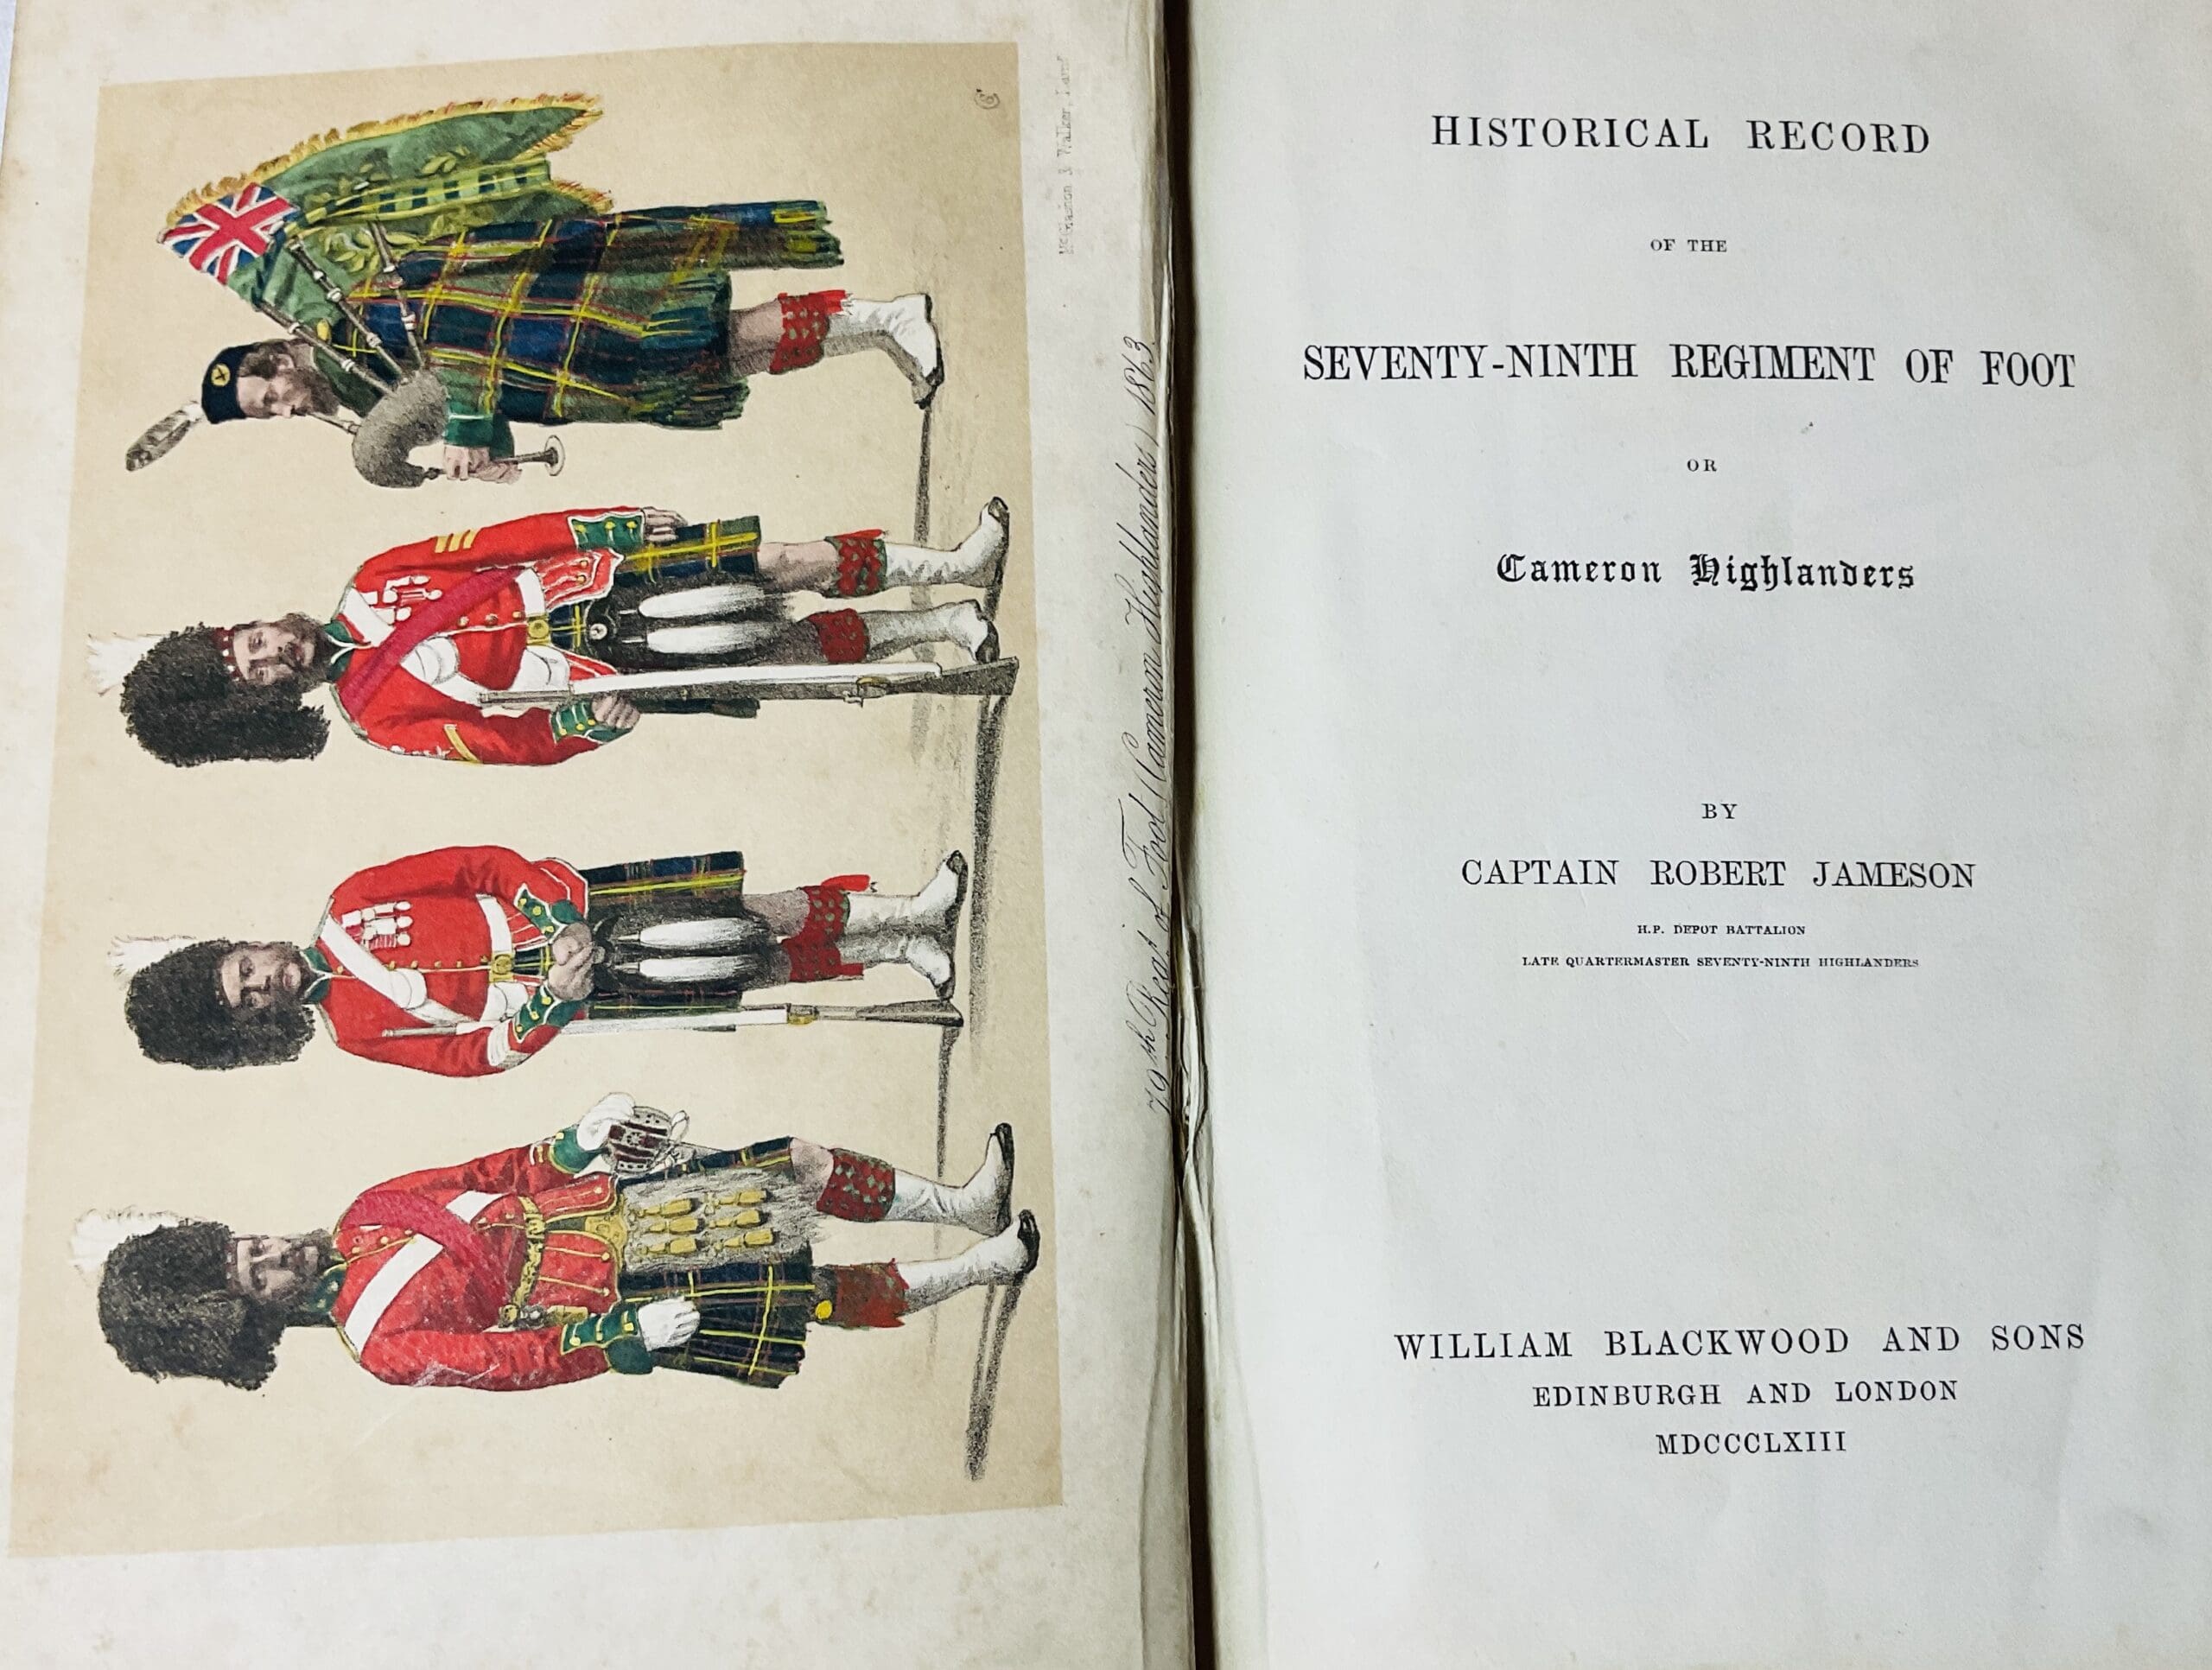 McGlashon & Walker,
79th Regt of Foot (Cameron Highlanders) 1863.
HISTORICAL RECORD
OF THE
SEVENTY-NINTH REGIMENT OF FOOT
OR
Cameron Highlanders
BY
CAPTAIN ROBERT JAMESON
H.P. DEPOT BATTALION
LATE QUARTERMASTER SEVENTY-NINTH HIGHLANDERS
WILLIAM BLACKWOOD AND SONS
EDINBURGH AND LONDON
MDCCCLXIII